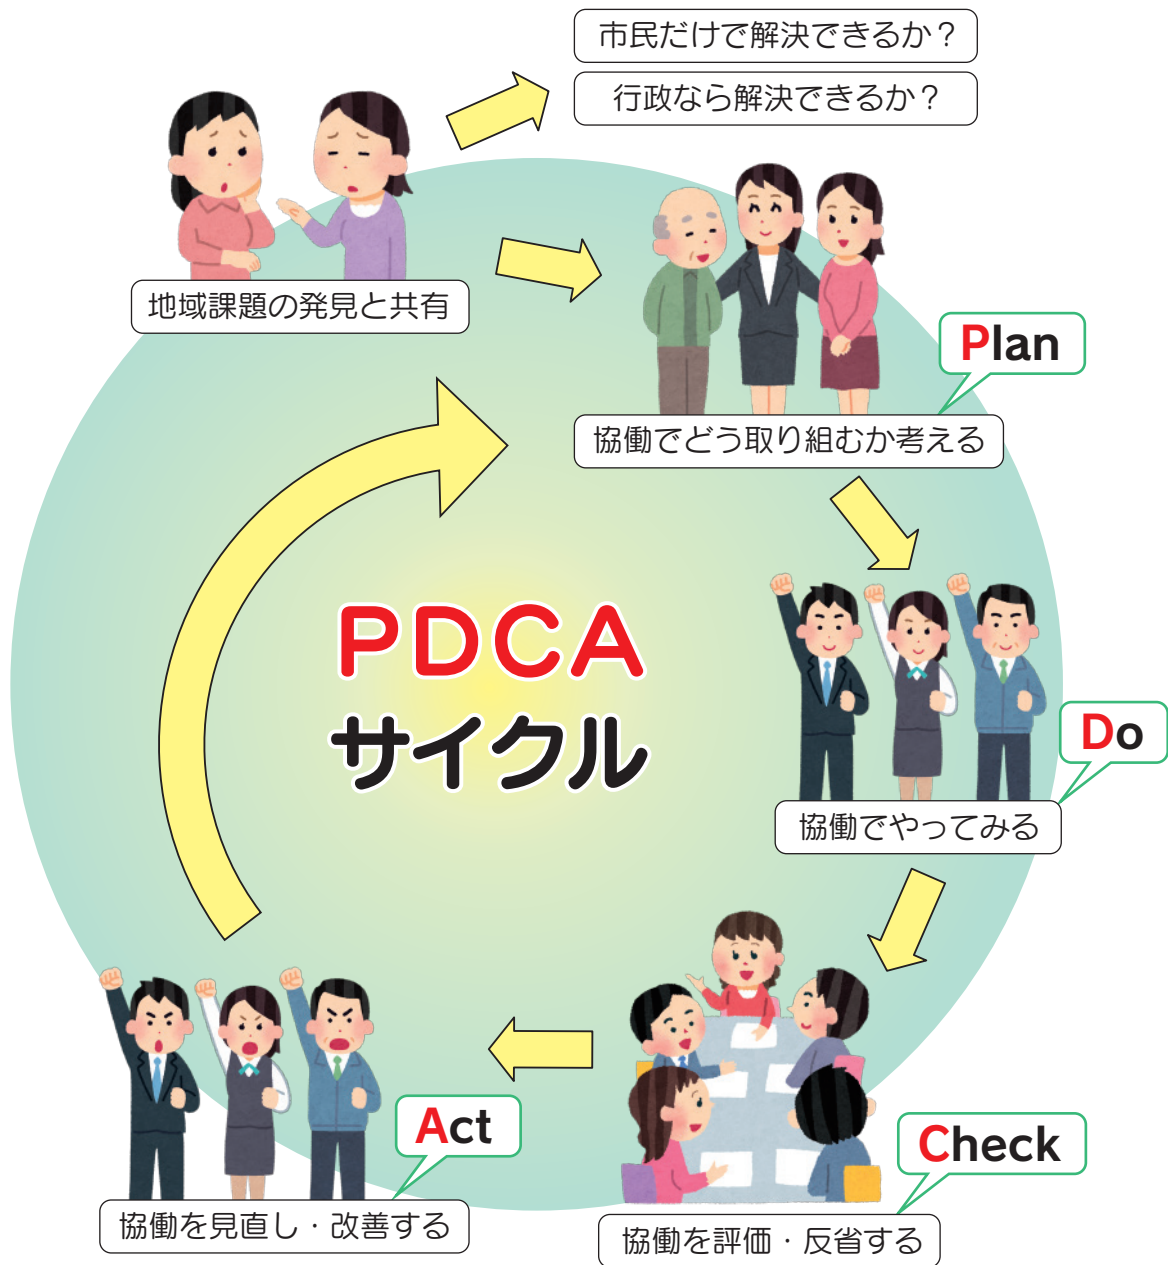 市民だけで解決できるか？
行政なら解決できるか？
地域課題の発見と共有
Plan
協働でどう取り組むか考える
PDCA
サイクル
Do
協働でやってみる
Check
協働を評価・反省する
Act
協働を見直し・改善する